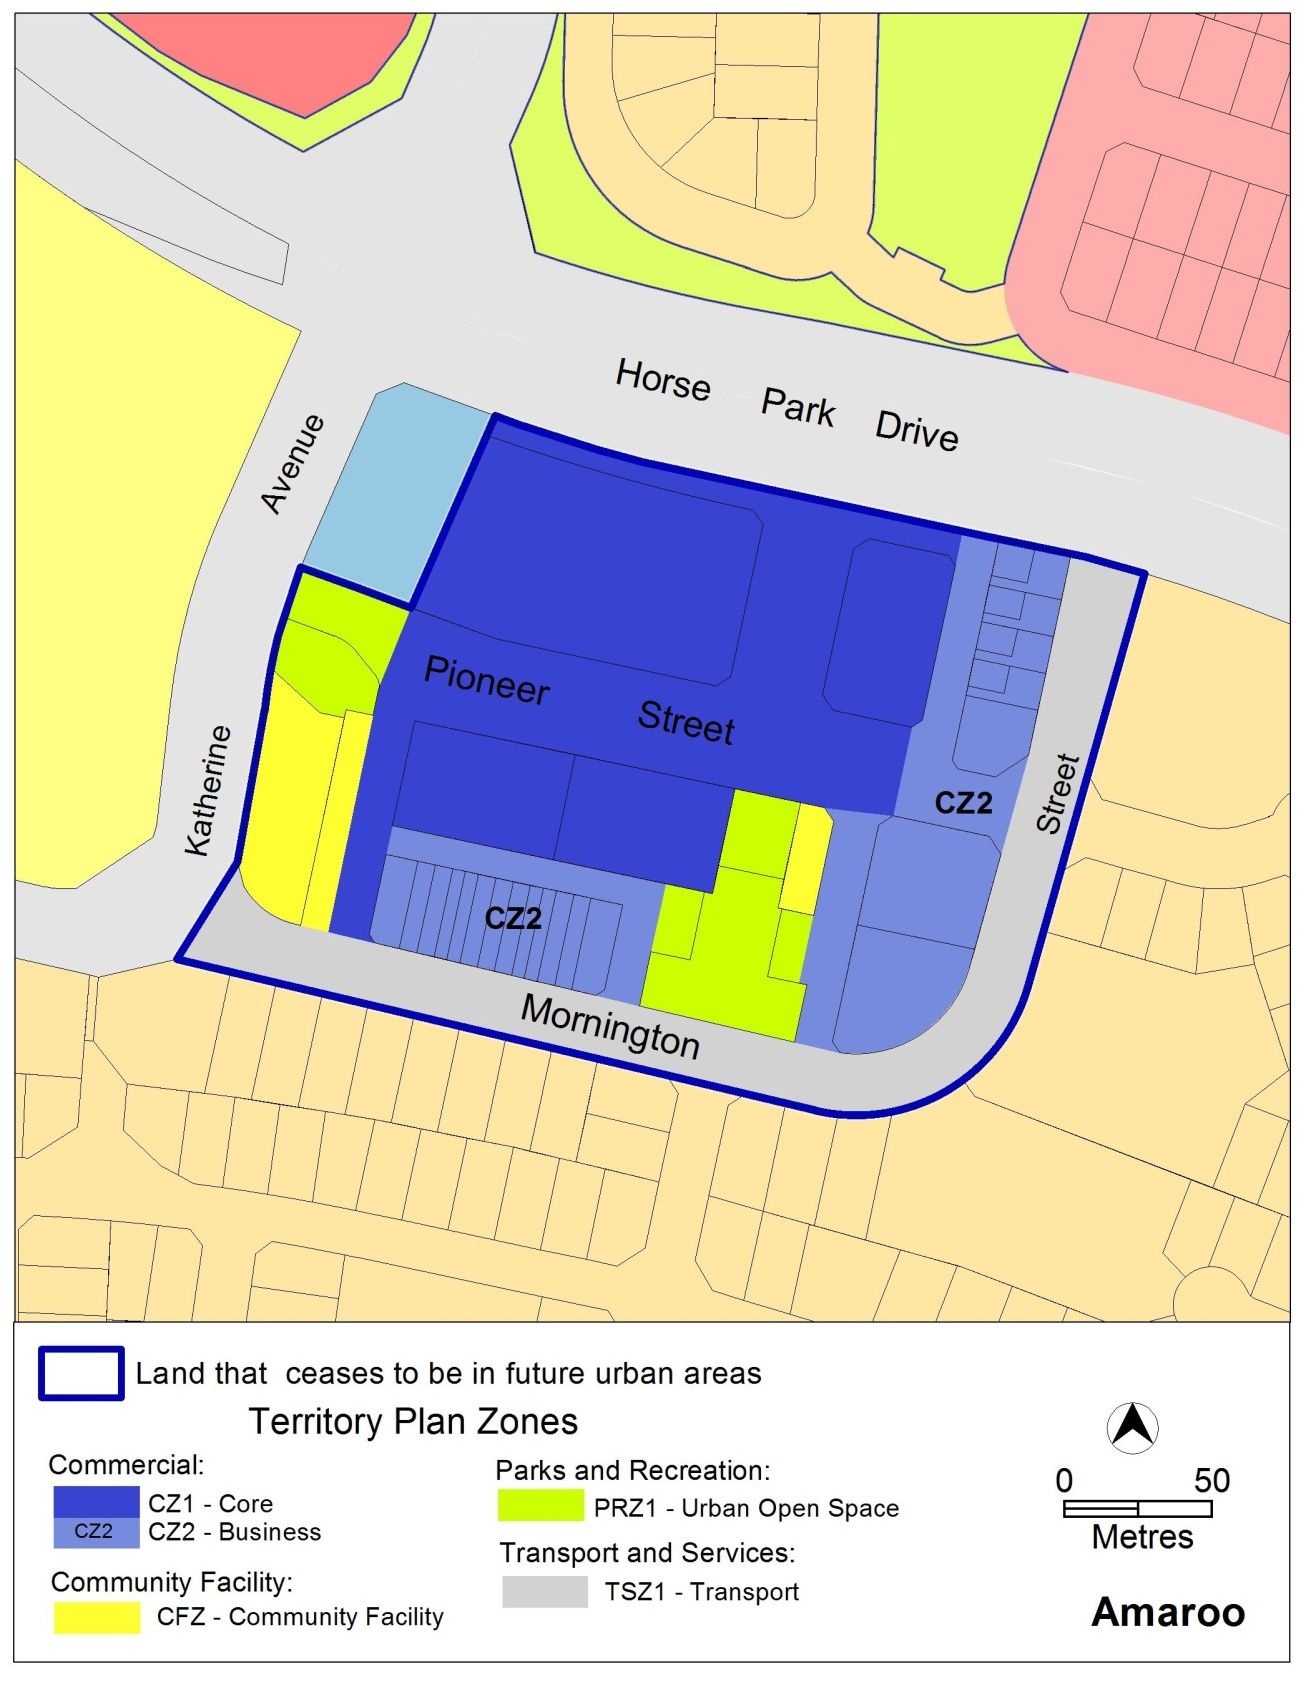 Horse Park Drive
Avenue
Pioneer Street
Katherine
Street
CZ2
CZ2
Mornington
Land that ceases to be in future urban areas
Territory Plan Zones
Commercial:
CZ1 - Core
CZ2
CZ2 - Business
Community Facility:
CFZ - Community Facility
Parks and Recreation:
PRZ1 - Urban Open Space
Transport and Services:
TSZ1 - Transport
0 50
Metres
Amaroo